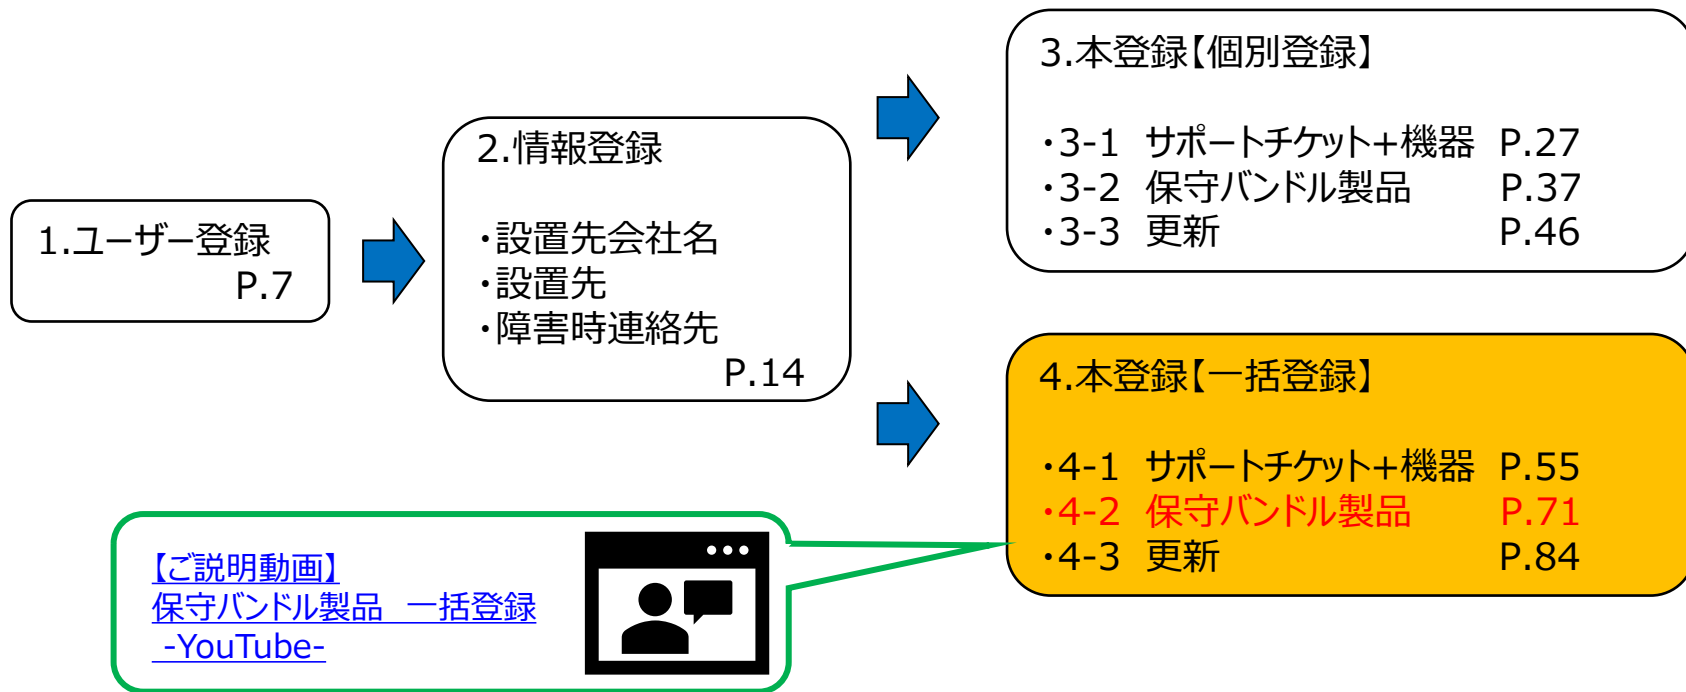 1.ユーザー登録
P.7
2.情報登録
・設置先会社名
・設置先
・障害時連絡先
P.14
3.本登録【個別登録】
・3-1 サポートチケット+機器 P.27
・3-2 保守バンドル製品 P.37
・3-3 更新 P.46
4.本登録【一括登録】
・4-1 サポートチケット+機器 P.55
・4-2 保守バンドル製品 P.71
・4-3 更新 P.84
【ご説明動画】
保守バンドル製品 一括登録
-YouTube-